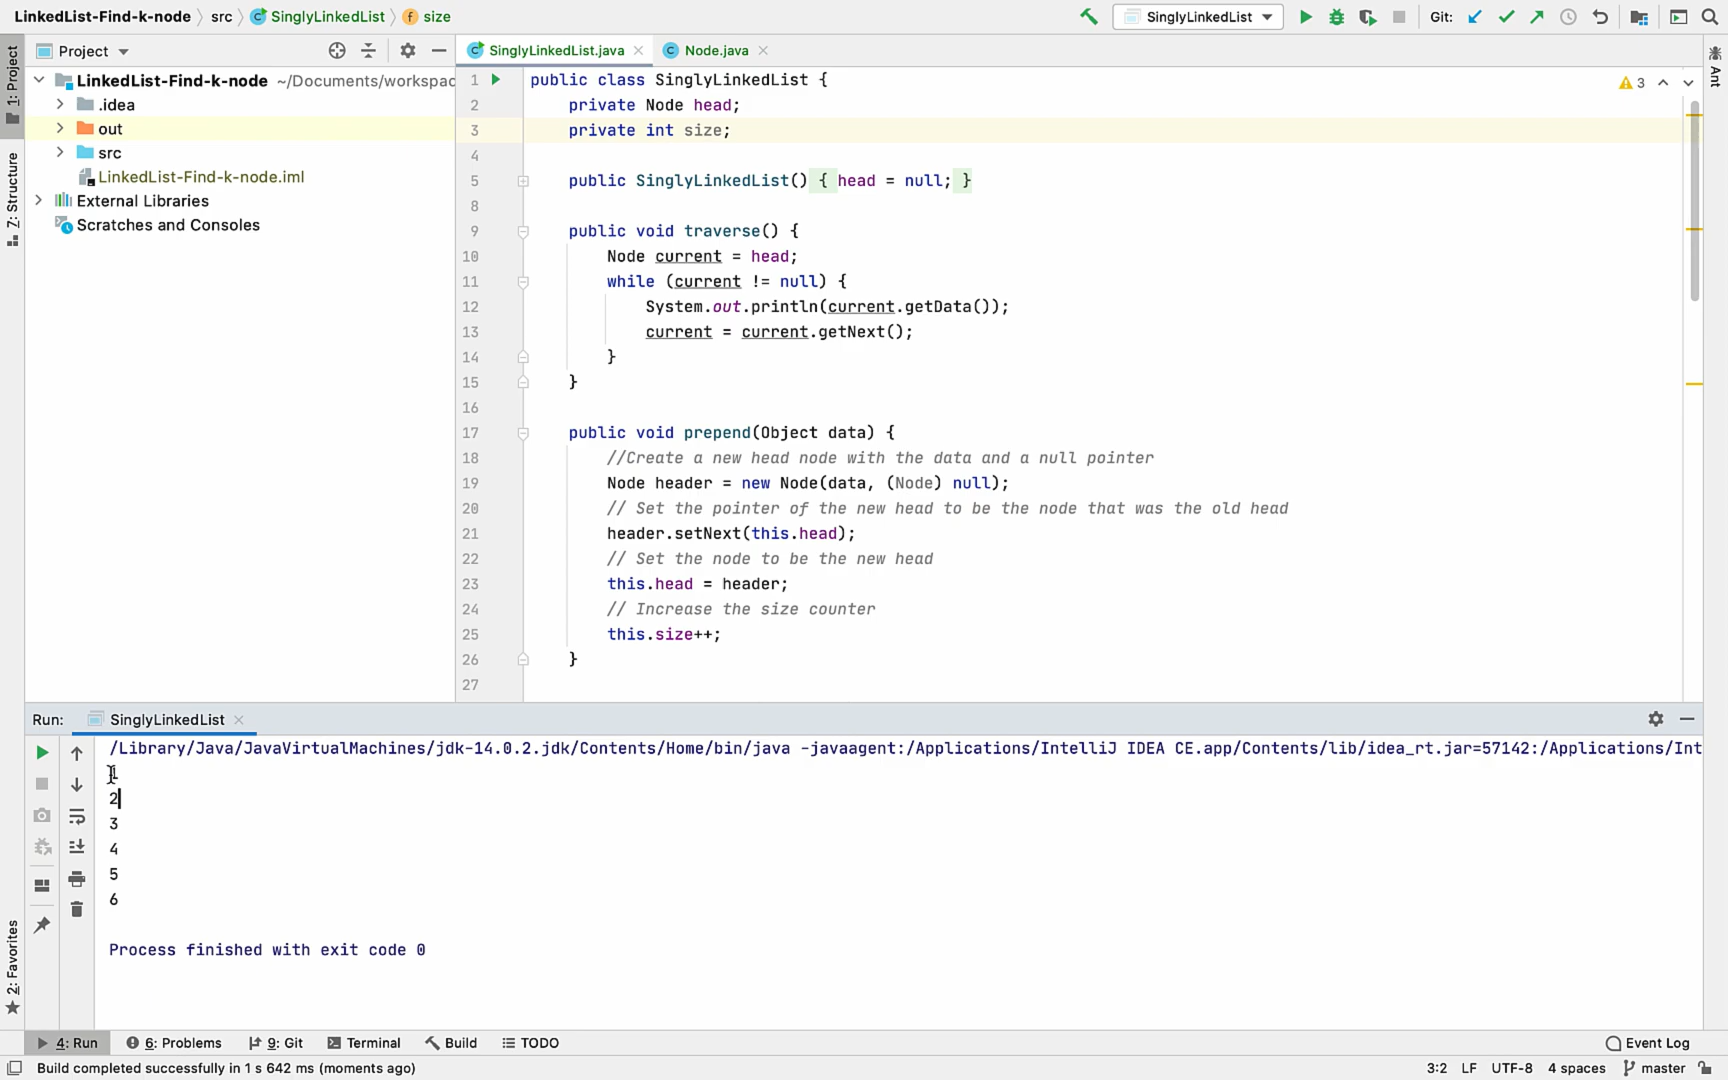 LinkedList-Find-k-node src SinglyLinkedList size SinglyLinkedList Git:
1: Project
Z: Structure
2: Favorites
Ant
Project
LinkedList-Find-k-node ~/Documents/workspac
.idea
out
src
LinkedList-Find-k-node.iml
External Libraries
Scratches and Consoles
SinglyLinkedList.java Node.java
3
1 public class SinglyLinkedList {
2 private Node head;
3 private int size;
4
5 public SinglyLinkedList() { head = null; }
8
9 public void traverse() {
10 Node current = head;
11 while (current != null) {
12 System.out.println(current.getData());
13 current = current.getNext();
14 }
15 }
16
17 public void prepend(Object data) {
18 //Create a new head node with the data and a null pointer
19 Node header = new Node(data, (Node) null);
20 // Set the pointer of the new head to be the node that was the old head
21 header.setNext(this.head);
22 // Set the node to be the new head
23 this.head = header;
24 // Increase the size counter
25 this.size++;
26 }
27
Run: SinglyLinkedList
/Library/Java/JavaVirtualMachines/jdk-14.0.2.jdk/Contents/Home/bin/java -javaagent:/Applications/IntelliJ IDEA CE.app/Contents/lib/idea_rt.jar=57142:/Applications/Int
1
2
3
4
5
6
Process finished with exit code 0
4: Run 6: Problems 9: Git Terminal Build TODO Event Log
Build completed successfully in 1 s 642 ms (moments ago) 3:2 LF UTF-8 4 spaces master